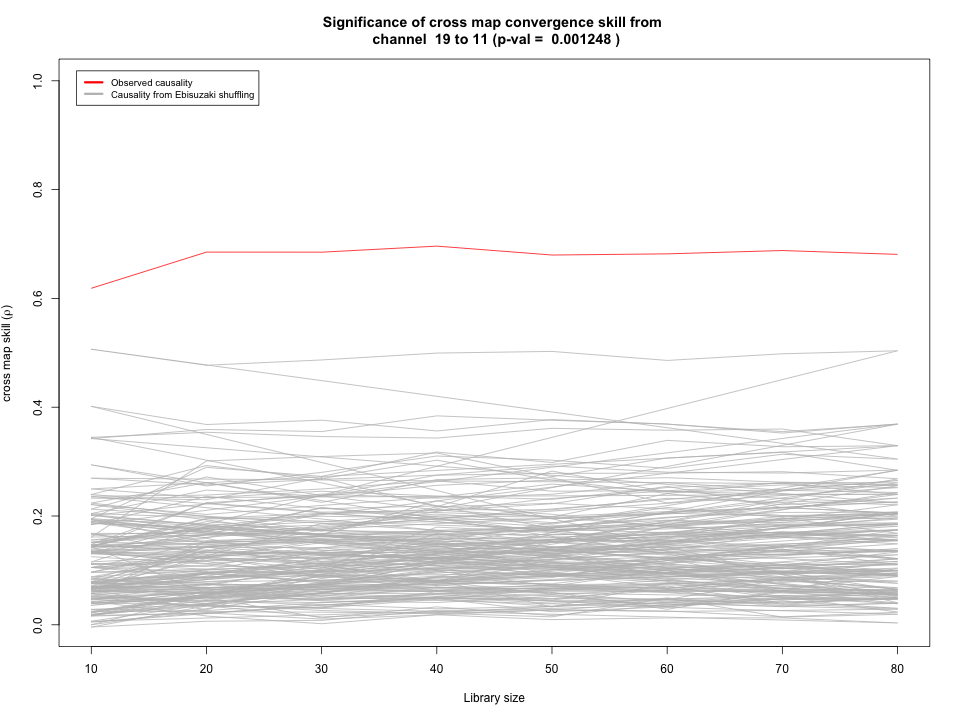 Significance of cross map convergence skill from
channel  19 to 11 (p-val =  0.001248 )
Observed causality
Causality from Ebisuzaki shuffling
cross map skill (ρ)
1.0
0.8
0.6
0.4
0.2
0.0
10 20 30 40 50 60 70 80
Library size